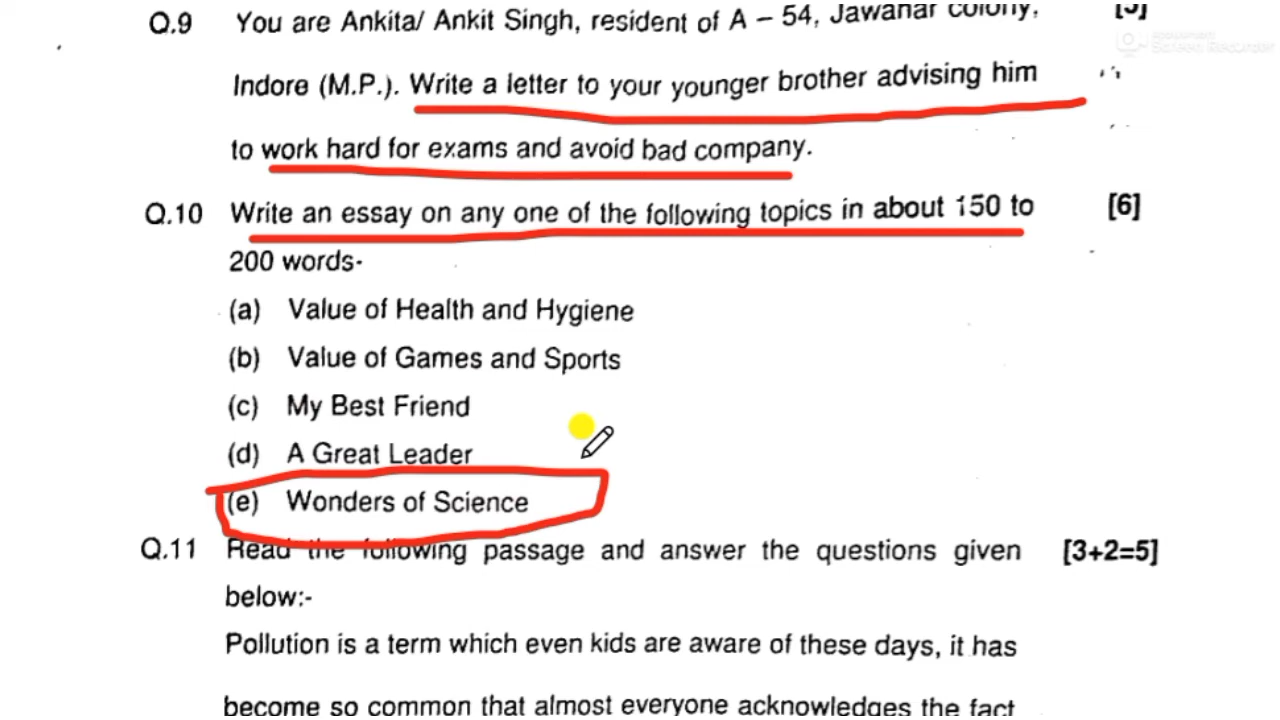 Q.9 You are Ankita/ Ankit Singh, resident of A – 54, Jawahar colony, [5]
Indore (M.P.). Write a letter to your younger brother advising him
to work hard for exams and avoid bad company.
Q.10 Write an essay on any one of the following topics in about 150 to [6]
200 words-
(a) Value of Health and Hygiene
(b) Value of Games and Sports
(c) My Best Friend
(d) A Great Leader
(e) Wonders of Science
Q.11 Read the following passage and answer the questions given [3+2=5]
below:-
Pollution is a term which even kids are aware of these days, it has
become so common that almost everyone acknowledges the fact
Screen Recorder